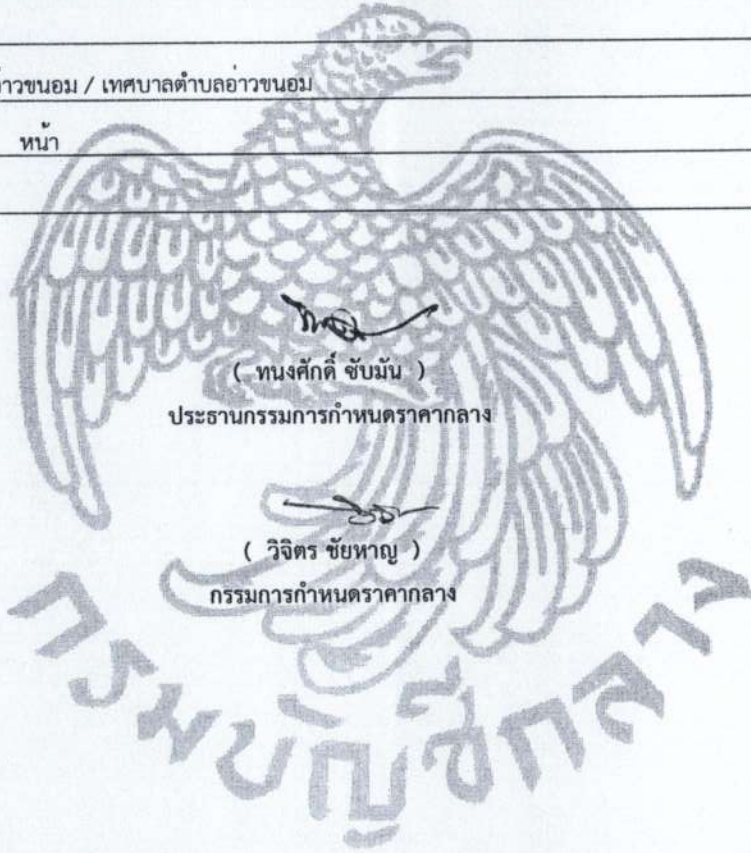 อ่าวขนอม / เทศบาลตำบลอ่าวขนอม
หน้า
( ทนงศักดิ์ ซับมัน )
ประธานกรรมการกำหนดราคากลาง
( วิจิตร ชัยหาญ )
กรรมการกำหนดราคากลาง
กรมบัญชีกลาง